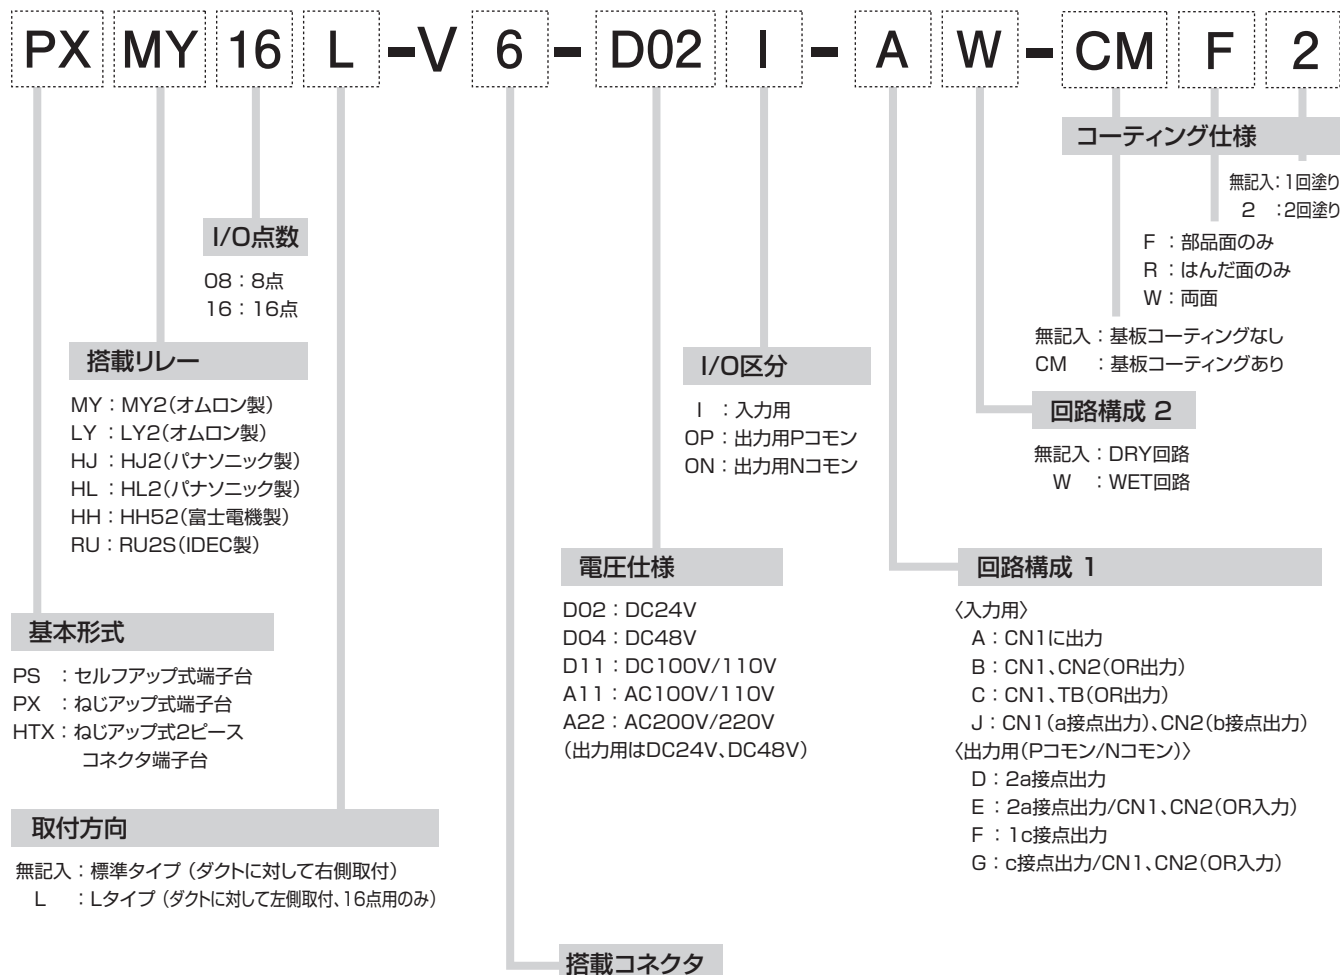 PX MY 16 L -V 6 - D02 I - A W - CM F 2
コーティング仕様
無記入：1回塗り
2 ：2回塗り
F ：部品面のみ
R ：はんだ面のみ
W：両面
無記入：基板コーティングなし
CM ：基板コーティングあり
I/O点数
08：8点
16：16点
搭載リレー
MY：MY2(オムロン製)
LY：LY2(オムロン製)
HJ：HJ2(パナソニック製)
HL：HL2(パナソニック製)
HH：HH52(富士電機製)
RU：RU2S(IDEC製)
I/O区分
I ：入力用
OP：出力用Pコモン
ON：出力用Nコモン
回路構成 2
無記入：DRY回路
W ：WET回路
基本形式
PS ：セルフアップ式端子台
PX ：ねじアップ式端子台
HTX：ねじアップ式2ピース
コネクタ端子台
電圧仕様
D02：DC24V
D04：DC48V
D11：DC100V/110V
A11：AC100V/110V
A22：AC200V/220V
(出力用はDC24V、DC48V)
回路構成 1
〈入力用〉
A：CN1に出力
B：CN1、CN2(OR出力)
C：CN1、TB(OR出力)
J：CN1(a接点出力)、CN2(b接点出力)
〈出力用(Pコモン/Nコモン)〉
D：2a接点出力
E：2a接点出力/CN1、CN2(OR入力)
F：1c接点出力
G：c接点出力/CN1、CN2(OR入力)
取付方向
無記入：標準タイプ (ダクトに対して右側取付)
L ：Lタイプ (ダクトに対して左側取付、16点用のみ)
搭載コネクタ